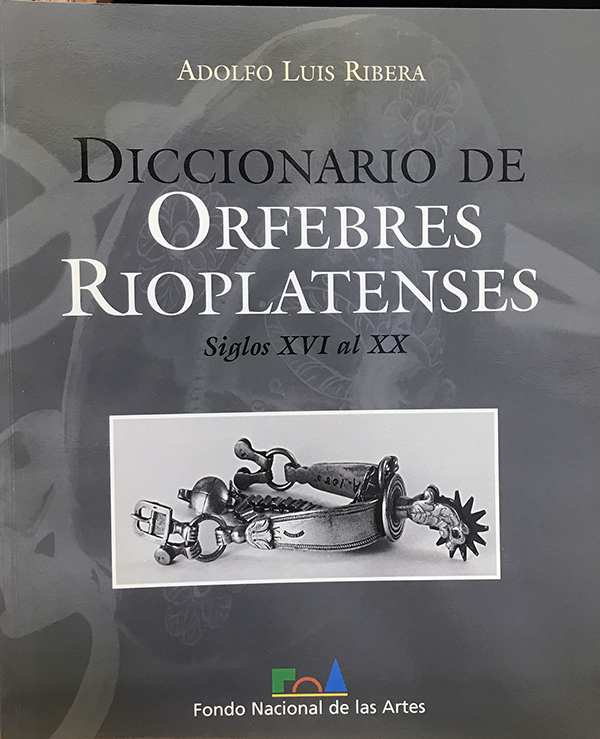 ADOLFO LUIS RIBERA
DICCIONARIO DE
ORFEBRES
RIOPLATENSES
Siglos XVI al XX
Fondo Nacional de las Artes